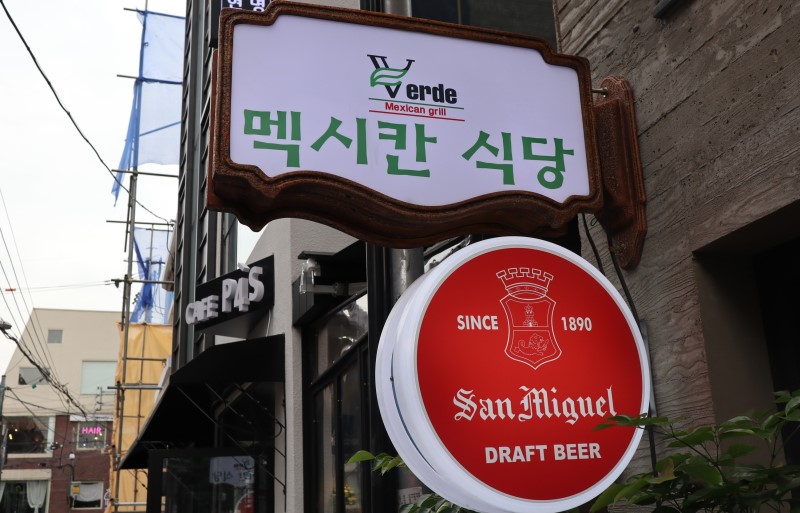 Verde
Mexican grill
멕시칸 식당
CAFE PAS
SINCE 1890
San Miguel
DRAFT BEER
HAIR